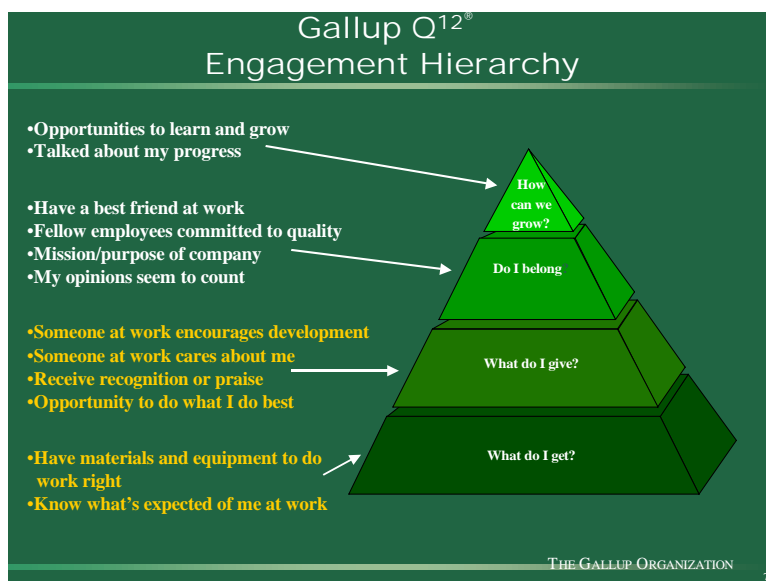 Gallup Q12®
Engagement Hierarchy
•Opportunities to learn and grow
•Talked about my progress
•Have a best friend at work
•Fellow employees committed to quality
•Mission/purpose of company
•My opinions seem to count
•Someone at work encourages development
•Someone at work cares about me
•Receive recognition or praise
•Opportunity to do what I do best
•Have materials and equipment to do
work right
•Know what's expected of me at work
How
can we
grow?
Do I belong?
What do I give?
What do I get?
THE GALLUP ORGANIZATION